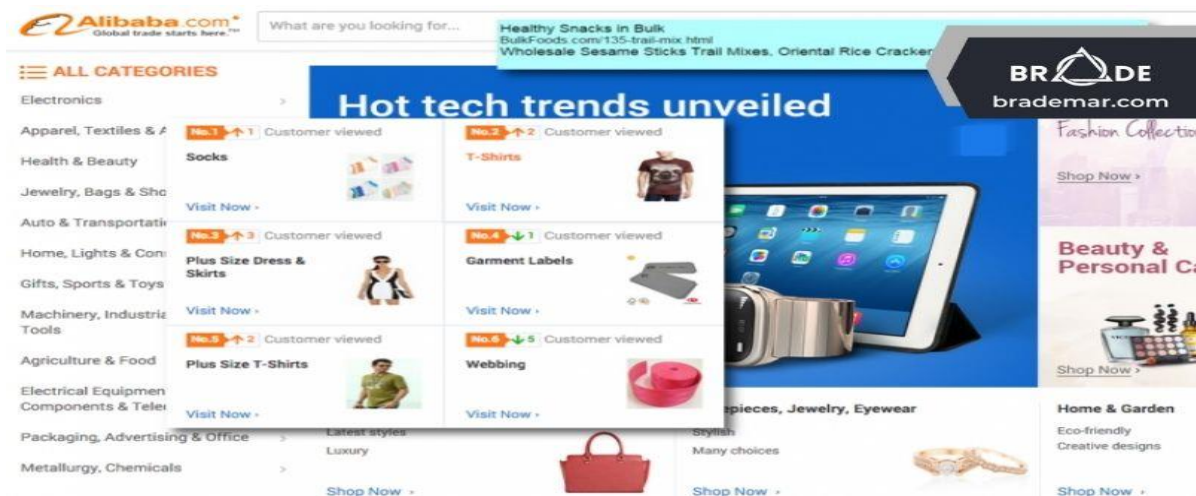 Alibaba.com
Global trade starts here.™
What are you looking for...
Healthy Snacks in Bulk
BulkFoods.com/135-trail-mix.html
Wholesale Sesame Sticks Trail Mixes, Oriental Rice Cracker
BRADE
brademar.com
ALL CATEGORIES
Electronics
Apparel, Textiles & A
Health & Beauty
Jewelry, Bags & Sho
Auto & Transportati
Home, Lights & Con
Gifts, Sports & Toys
Machinery, Industria
Tools
Agriculture & Food
Electrical Equipmen
Components & Tele
Packaging, Advertising & Office
Metallurgy, Chemicals
Hot tech trends unveiled
No.1 1 Customer viewed
Socks
Visit Now
No.2 2 Customer viewed
T-Shirts
Visit Now
No.3 3 Customer viewed
Plus Size Dress &
Skirts
Visit Now
No.4 1 Customer viewed
Garment Labels
Visit Now
No.5 2 Customer viewed
Plus Size T-Shirts
Visit Now
No.6 5 Customer viewed
Webbing
Visit Now
Fashion Collectio
Shop Now
Beauty &
Personal Ca
Shop Now
Latest styles
Luxury
Shop Now
epieces, Jewelry, Eyewear
Stylish
Many choices
Shop Now
Home & Garden
Eco-friendly
Creative designs
Shop Now